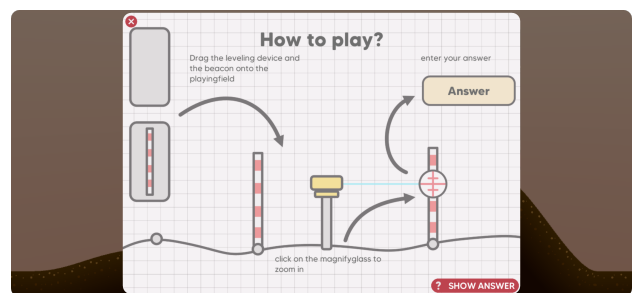 How to play?
Drag the leveling device and
the beacon onto the
playingfield
enter your answer
Answer
click on the magnifyglass to
zoom in
? SHOW ANSWER